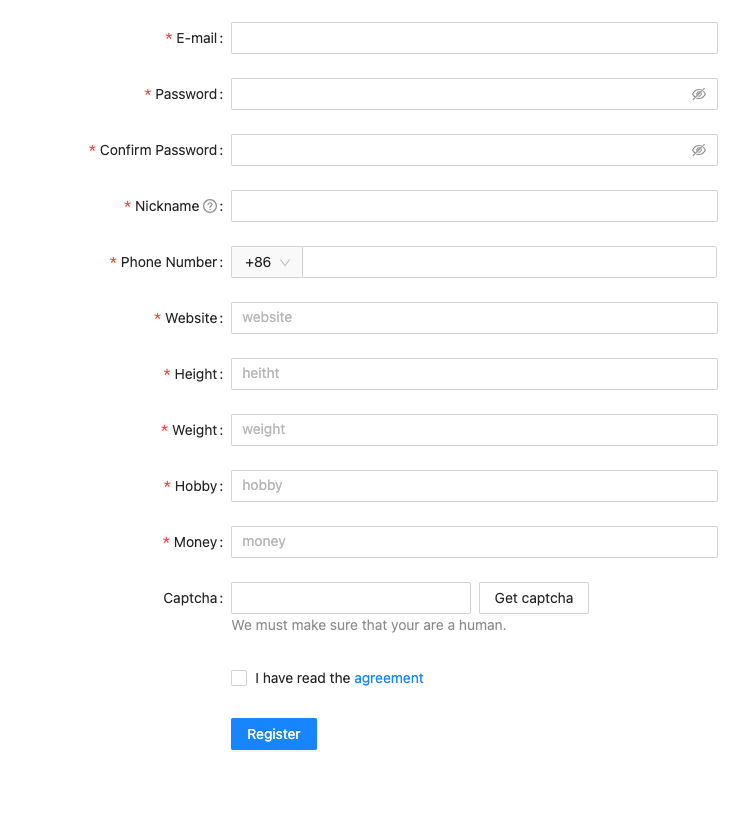 * E-mail:
* Password:
* Confirm Password:
* Nickname ?:
* Phone Number: +86
* Website: website
* Height: heitht
* Weight: weight
* Hobby: hobby
* Money: money
Captcha: Get captcha
We must make sure that your are a human.
I have read the agreement
Register